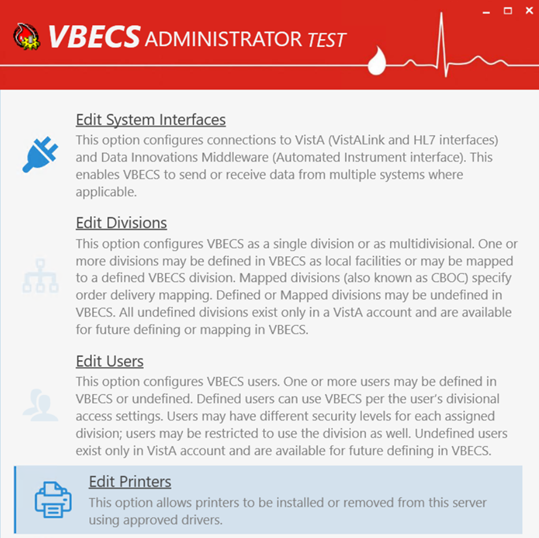 VBECS ADMINISTRATOR TEST
Edit System Interfaces
This option configures connections to VistA (VistALink and HL7 interfaces)
and Data Innovations Middleware (Automated Instrument interface). This
enables VBECS to send or receive data from multiple systems where
applicable.
Edit Divisions
This option configures VBECS as a single division or as multidivisional. One or
more divisions may be defined in VBECS as local facilities or may be mapped
to a defined VBECS division. Mapped divisions (also known as CBOC) specify
order delivery mapping. Defined or Mapped divisions may be undefined in
VBECS. All undefined divisions exist only in a VistA account and are available
for future defining or mapping in VBECS.
Edit Users
This option configures VBECS users. One or more users may be defined in
VBECS or undefined. Defined users can use VBECS per the user's divisional
access settings. Users may have different security levels for each assigned
division; users may be restricted to use the division as well. Undefined users
exist only in VistA account and are available for future defining in VBECS.
Edit Printers
This option allows printers to be installed or removed from this server
using approved drivers.